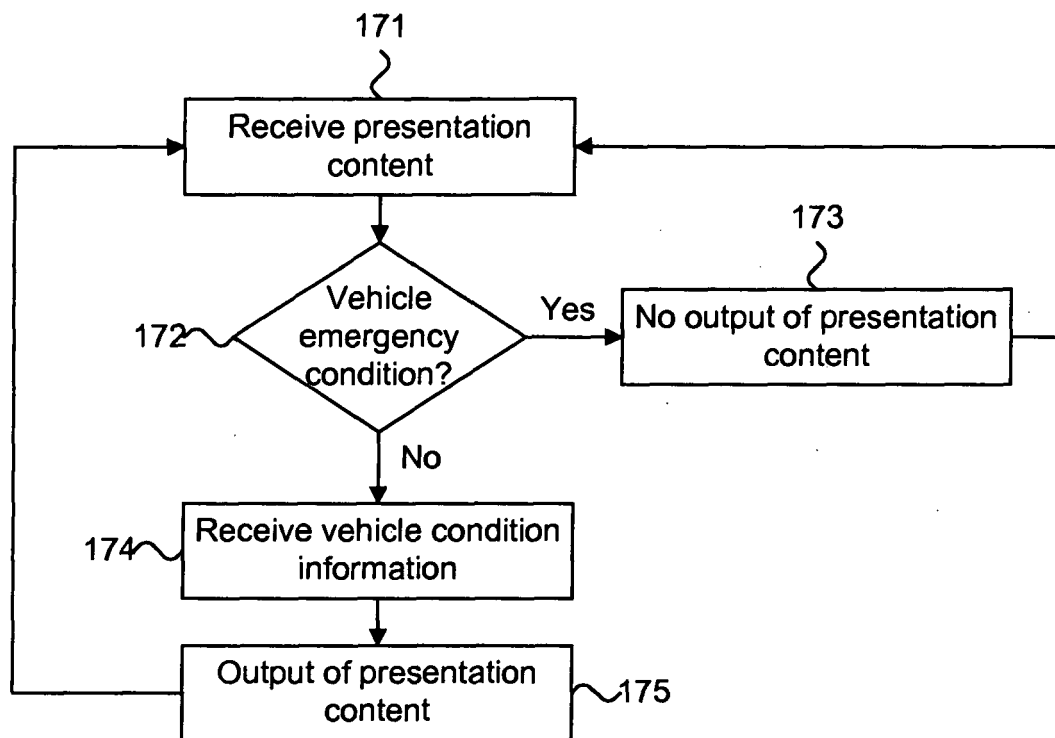 171
Receive presentation
content
173
172
Vehicle
emergency
condition?
Yes
No output of presentation
content
No
174
Receive vehicle condition
information
Output of presentation
content
175